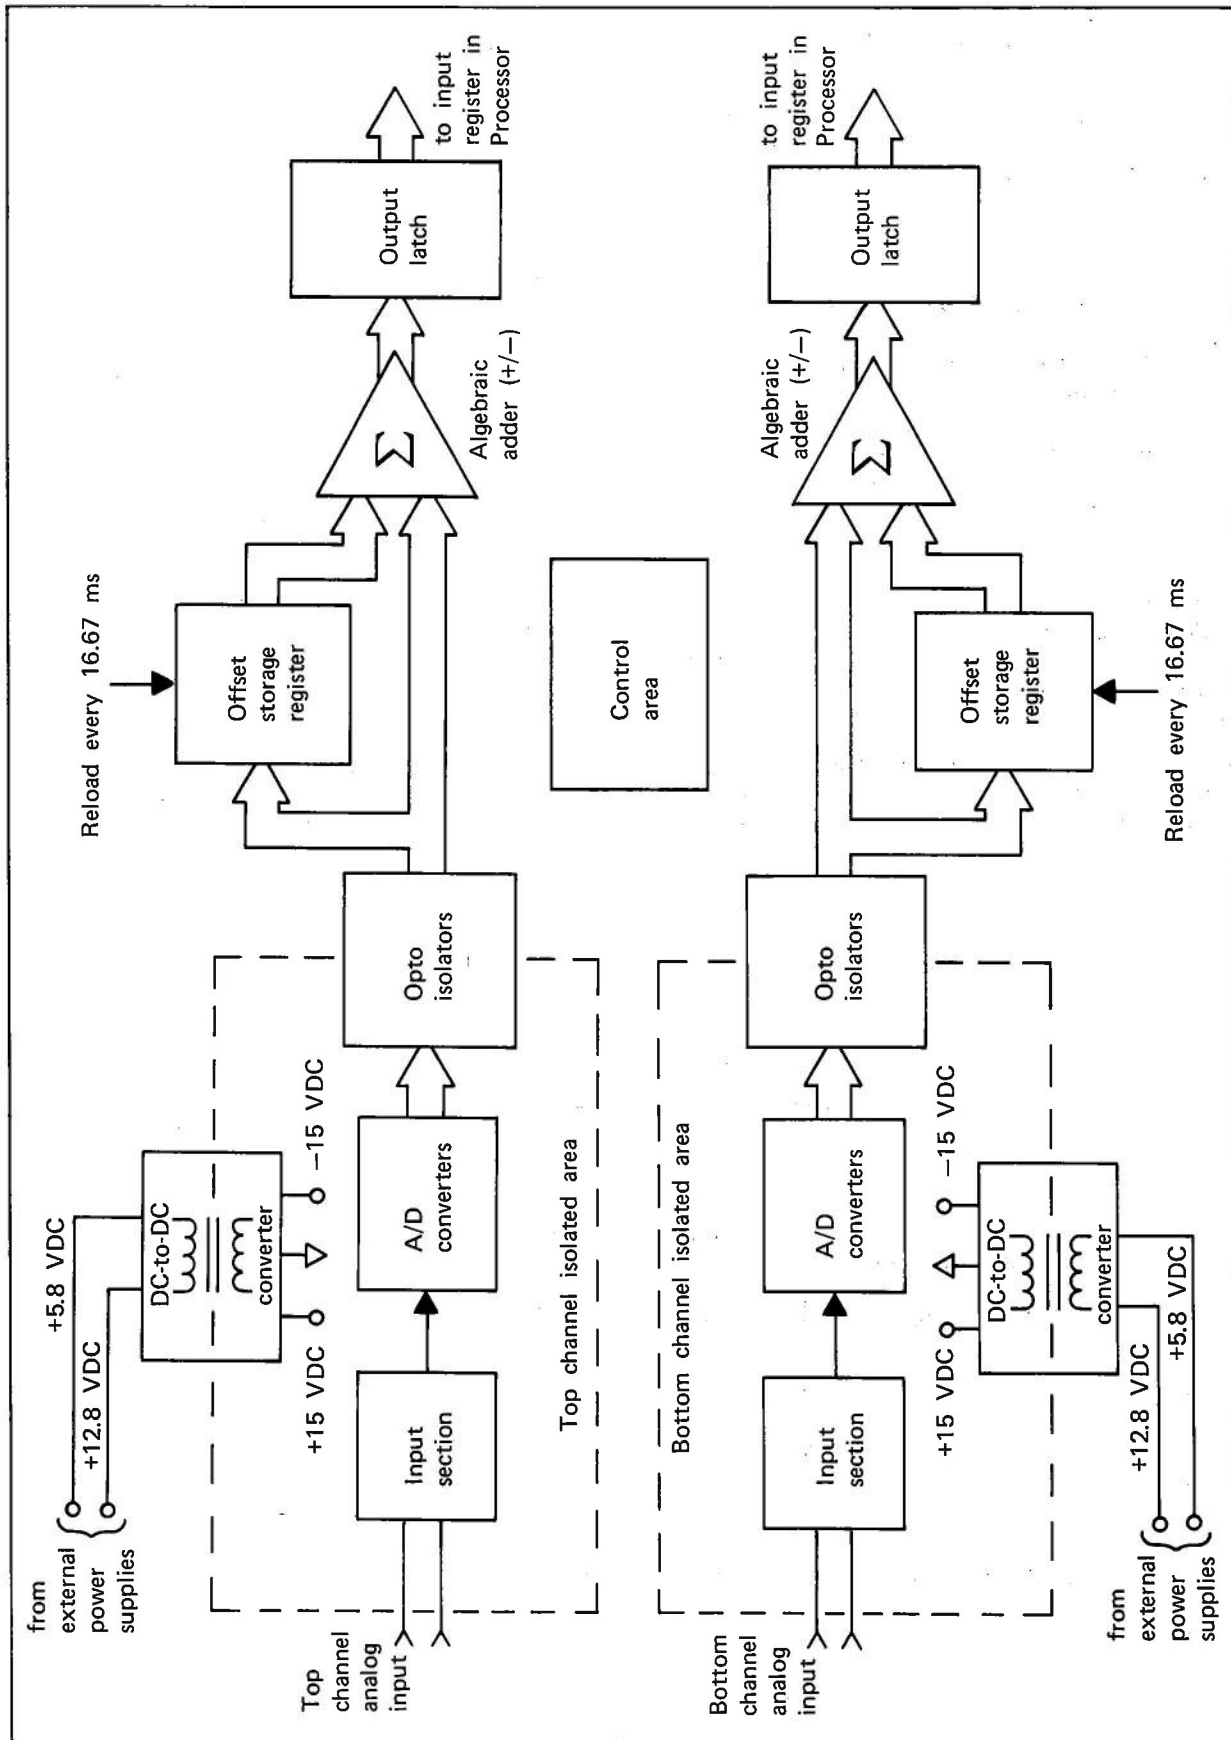 from
external
power
supplies
+5.8 VDC
+12.8 VDC
DC-to-DC
converter
+15 VDC
−15 VDC
Reload every 16.67 ms
Offset
storage
register
Top
channel
analog
input
Input
section
A/D
converters
Opto
isolators
Σ
Algebraic
adder (+/−)
Output
latch
to input
register in
Processor
Top channel isolated area
Control
area
Bottom channel isolated area
Bottom
channel
analog
input
Input
section
A/D
converters
Opto
isolators
Algebraic
adder (+/−)
Σ
Output
latch
to input
register in
Processor
+15 VDC
−15 VDC
DC-to-DC
converter
Offset
storage
register
Reload every 16.67 ms
+12.8 VDC
+5.8 VDC
from
external
power
supplies